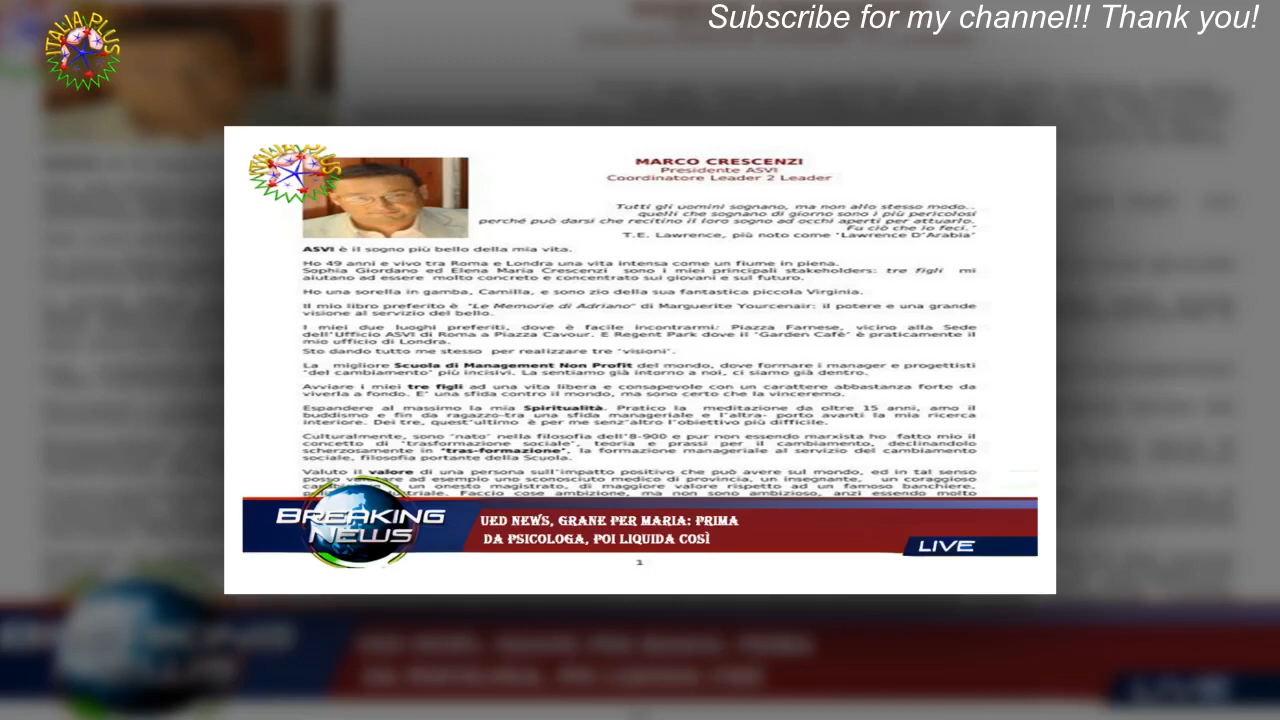 Subscribe for my channel!! Thank you!
ITALIA PLUS
ITALIA PLUS
MARCO CRESCENZI
Presidente ASVI
Coordinatore Leader 2 Leader
Tutti gli uomini sognano, ma non allo stesso modo..
quelli che sognano di giorno sono i più pericolosi
perché può darsi che recitino il loro sogno ad occhi aperti per attuarlo.
Fu ciò che io feci."
T.E. Lawrence, più noto come "Lawrence D'Arabia"
ASVI è il sogno più bello della mia vita.
Ho 49 anni e vivo tra Roma e Londra una vita intensa come un fiume in piena.
Sophia Giordano ed Elena Maria Crescenzi sono i miei principali stakeholders: tre figli mi
aiutano ad essere molto concreto e concentrato sui giovani e sul futuro.
Ho una sorella in gamba, Camilla, e sono zio della sua fantastica piccola Virginia.
Il mio libro preferito è "Le Memorie di Adriano" di Marguerite Yourcenair: il potere e una grande
visione al servizio del bello.
I miei due luoghi preferiti, dove è facile incontrarmi: Piazza Farnese, vicino alla Sede
dell'Ufficio ASVI di Roma a Piazza Cavour. E Regent Park dove il "Garden Cafè" è praticamente il
mio ufficio di Londra.
Sto dando tutto me stesso per realizzare tre "visioni".
La migliore Scuola di Management Non Profit del mondo, dove formare i manager e progettisti
"del cambiamento" più incisivi. La sentiamo già intorno a noi, ci siamo già dentro.
Avviare i miei tre figli ad una vita libera e consapevole con un carattere abbastanza forte da
viverla a fondo. E' una sfida contro il mondo, ma sono certo che la vinceremo.
Espandere al massimo la mia Spiritualità. Pratico la meditazione da oltre 15 anni, amo il
buddismo e fin da ragazzo-tra una sfida manageriale e l'altra- porto avanti la mia ricerca
interiore. Dei tre, quest'ultimo è per me senz'altro l'obiettivo più difficile.
Culturalmente, sono "nato" nella filosofia dell'8-900 e pur non essendo marxista ho fatto mio il
concetto di "trasformazione sociale", teoria e prassi per il cambiamento, declinandolo
scherzosamente in "tras-formazione", la formazione manageriale al servizio del cambiamento
sociale, filosofia portante della Scuola.
Valuto il valore di una persona sull'impatto positivo che può avere sul mondo, ed in tal senso
posso ad esempio uno sconosciuto medico di provincia, un insegnante, un coraggioso
un onesto magistrato, di maggiore valore rispetto ad un famoso banchiere,
Faccio cose ambizione, ma non sono ambizioso, anzi essendo molto
BREAKING
NEWS
UED NEWS, GRANE PER MARIA: PRIMA
DA PSICOLOGA, POI LIQUIDA COSÌ
LIVE
1